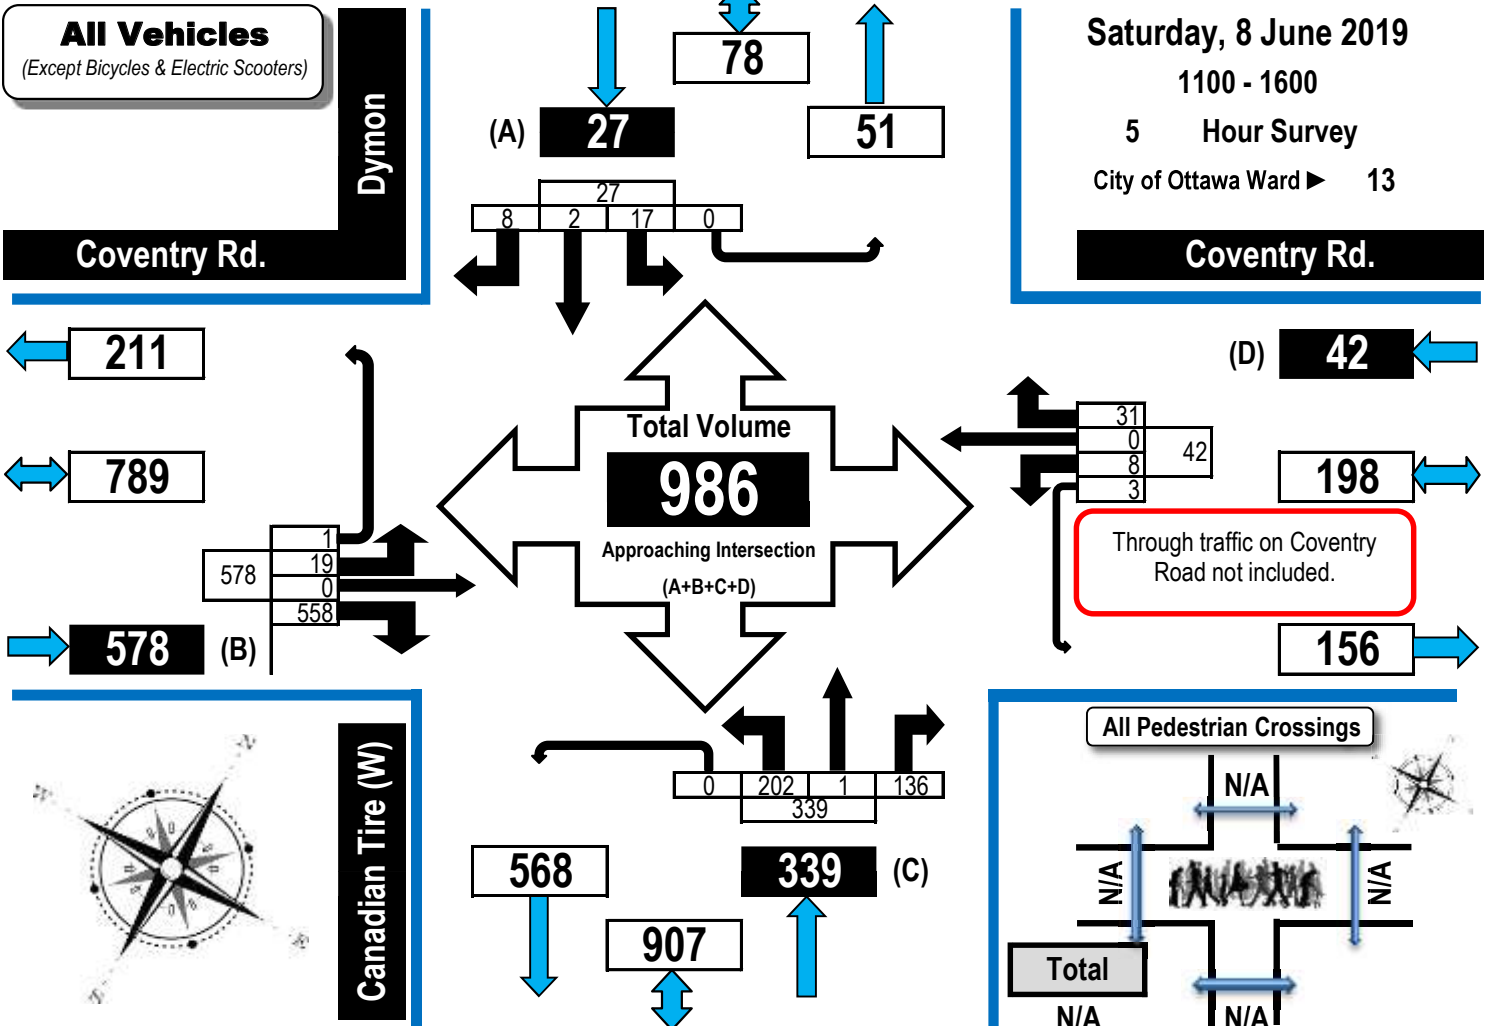 All Vehicles
(Except Bicycles & Electric Scooters)
Dymon
Coventry Rd.
78
(A)
27
51
27
8 2 17 0
Saturday, 8 June 2019
1100 - 1600
5 Hour Survey
City of Ottawa Ward ► 13
Coventry Rd.
211
789
1
19
0
558
578
578
(B)
Total Volume
986
Approaching Intersection
(A+B+C+D)
(D)
42
31
0
8
3
42
198
Through traffic on Coventry
Road not included.
156
Canadian Tire (W)
0 202 1 136
339
568
339
(C)
907
All Pedestrian Crossings
N/A
N/A
N/A
Total
N/A
N/A